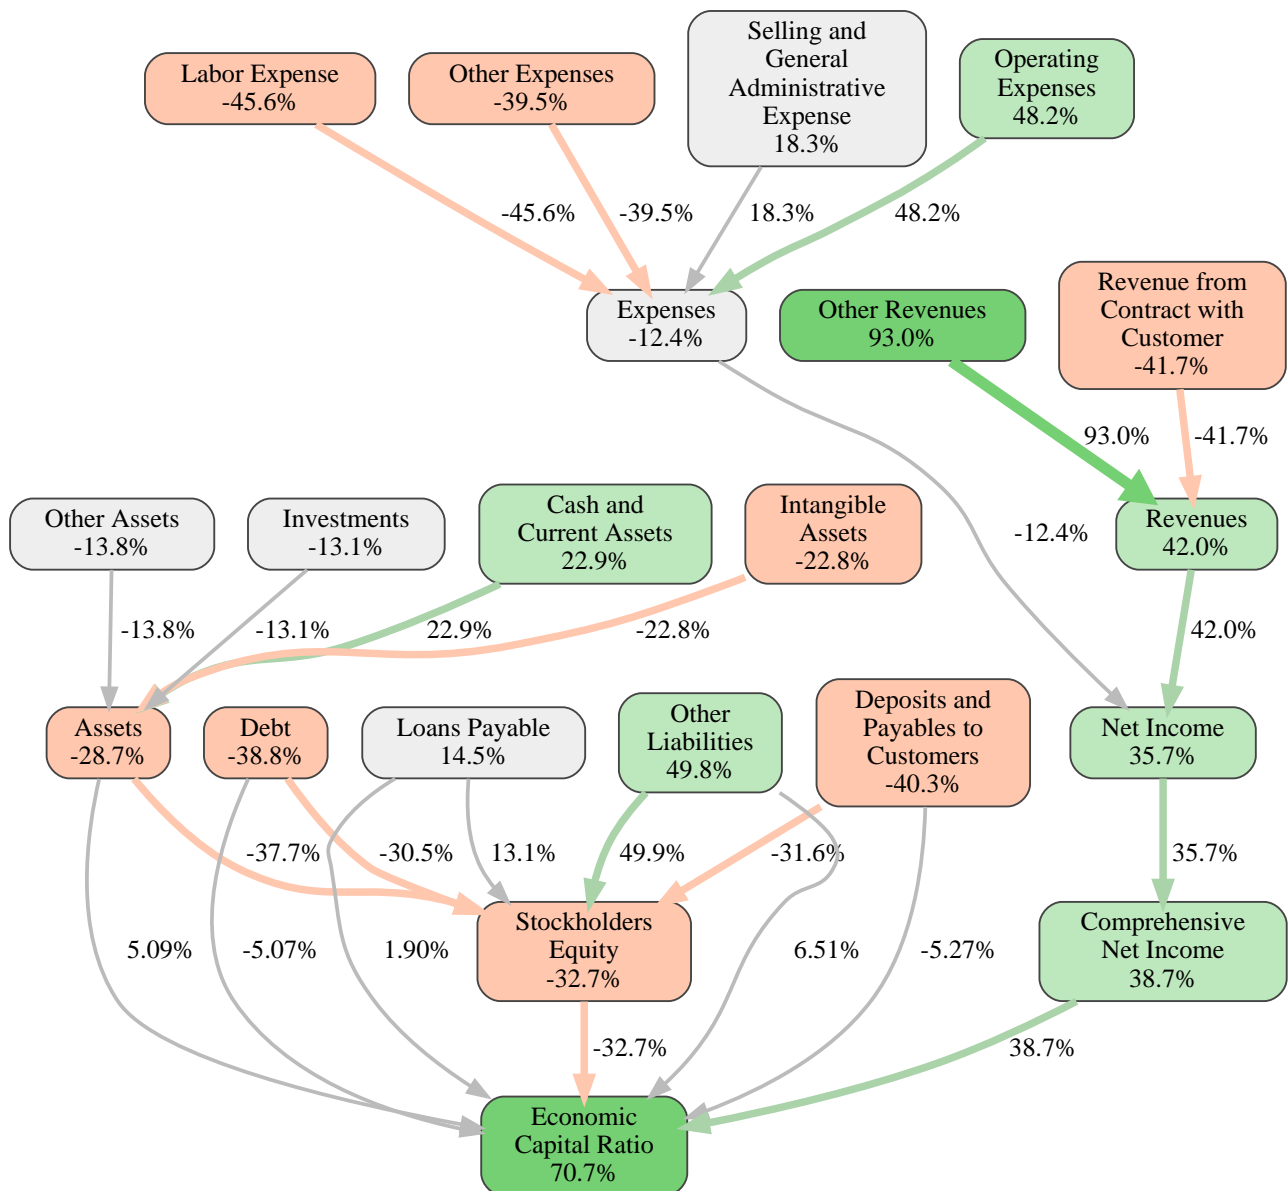 Labor Expense
-45.6%
Other Expenses
-39.5%
Selling and
General
Administrative
Expense
18.3%
Operating
Expenses
48.2%
-45.6%
-39.5%
18.3%
48.2%
Expenses
-12.4%
Other Revenues
93.0%
Revenue from
Contract with
Customer
-41.7%
93.0%
-41.7%
Other Assets
-13.8%
Investments
-13.1%
Cash and
Current Assets
22.9%
Intangible
Assets
-22.8%
-12.4%
Revenues
42.0%
-13.8%
-13.1%
22.9%
-22.8%
42.0%
Assets
-28.7%
Debt
-38.8%
Loans Payable
14.5%
Other
Liabilities
49.8%
Deposits and
Payables to
Customers
-40.3%
Net Income
35.7%
-37.7%
-30.5%
13.1%
49.9%
-31.6%
35.7%
5.09%
-5.07%
1.90%
Stockholders
Equity
-32.7%
6.51%
-5.27%
Comprehensive
Net Income
38.7%
-32.7%
38.7%
Economic
Capital Ratio
70.7%